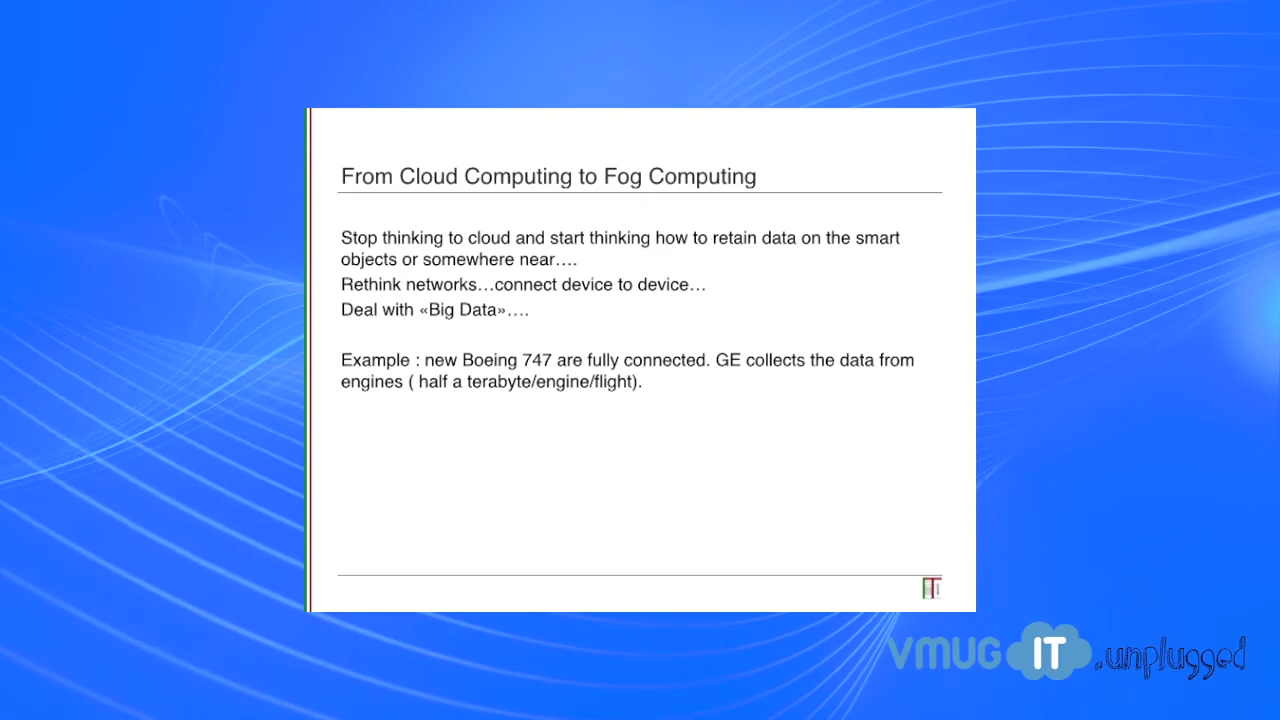 From Cloud Computing to Fog Computing
Stop thinking to cloud and start thinking how to retain data on the smart
objects or somewhere near….
Rethink networks…connect device to device…
Deal with «Big Data»….
Example : new Boeing 747 are fully connected. GE collects the data from
engines ( half a terabyte/engine/flight).
IT
VMUG IT .unplugged